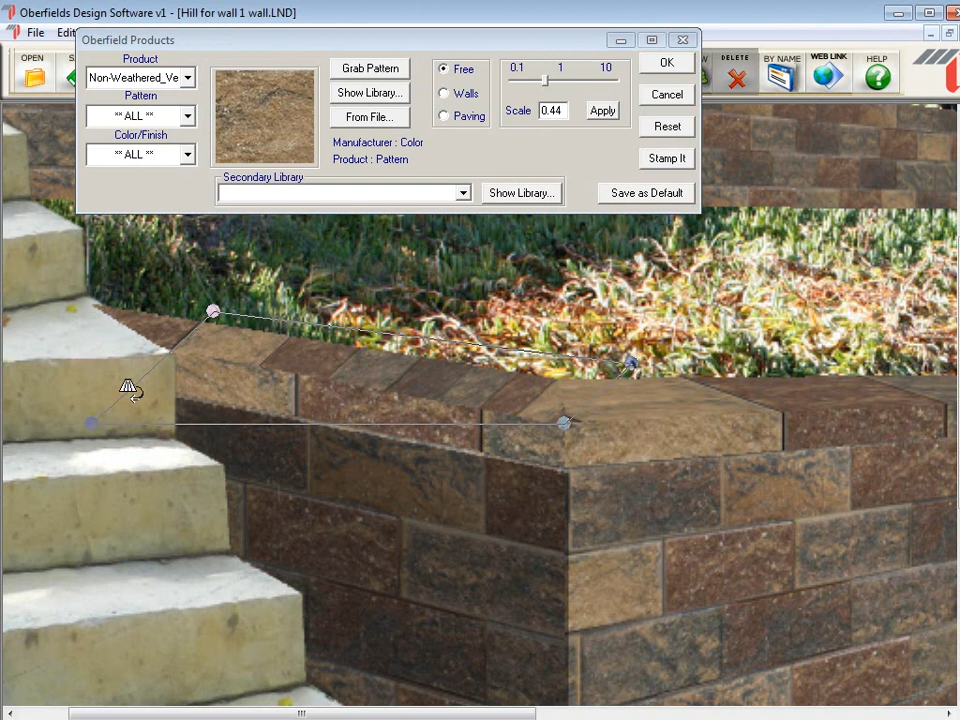 Oberfields Design Software v1 - [Hill for wall 1 wall.LND]
File
Oberfield Products
OPEN
DELETE
BY NAME
WEB LINK
HELP
Product
Non-Weathered_Ve
Pattern
** ALL **
Color/Finish
** ALL **
Grab Pattern
Show Library...
From File...
Manufacturer : Color
Product : Pattern
Free
Walls
Paving
0.1 1 10
Scale 0.44 Apply
OK
Cancel
Reset
Stamp It
Secondary Library
Show Library...
Save as Default